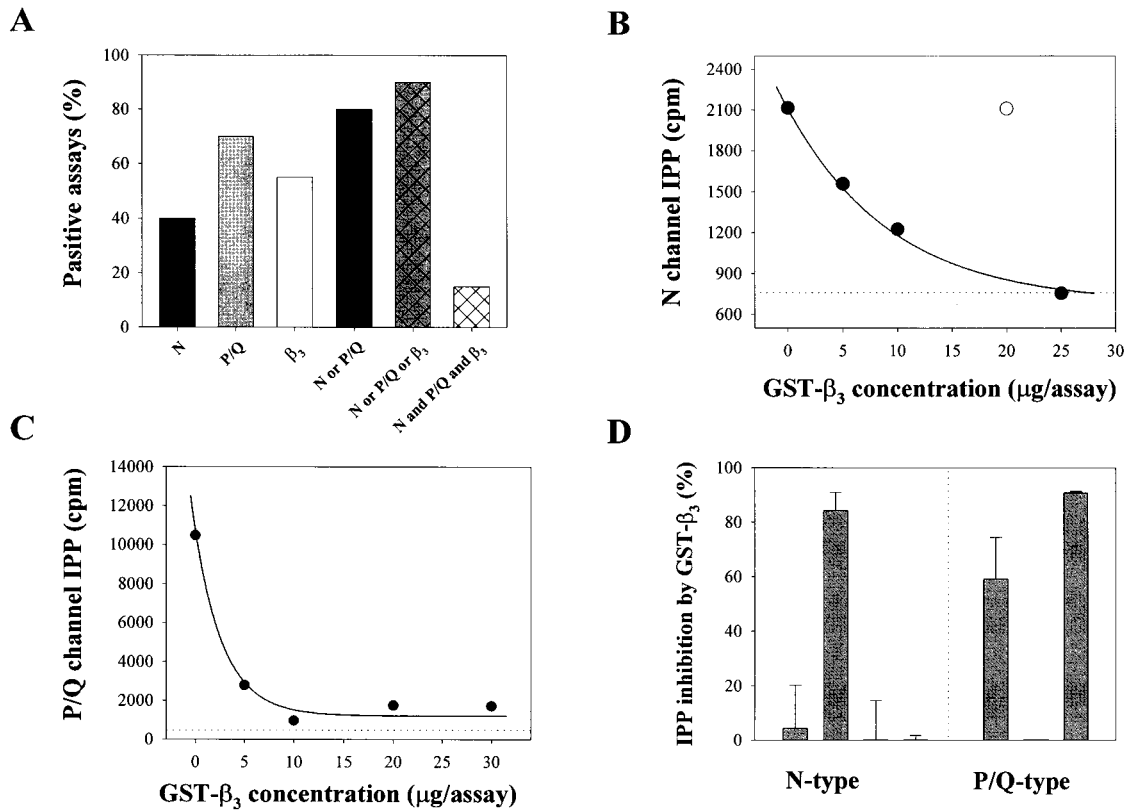 A
Pasitive assays (%)
100
80
60
40
20
0
N
P/Q
β3
N or P/Q
N or P/Q or β3
N and P/Q and β3
B
N channel IPP (cpm)
2400
2100
1800
1500
1200
900
600
0 5 10 15 20 25 30
GST-β3 concentration (μg/assay)
C
P/Q channel IPP (cpm)
14000
12000
10000
8000
6000
4000
2000
0
0 5 10 15 20 25 30
GST-β3 concentration (μg/assay)
D
IPP inhibition by GST-β3 (%)
100
80
60
40
20
0
N-type P/Q-type